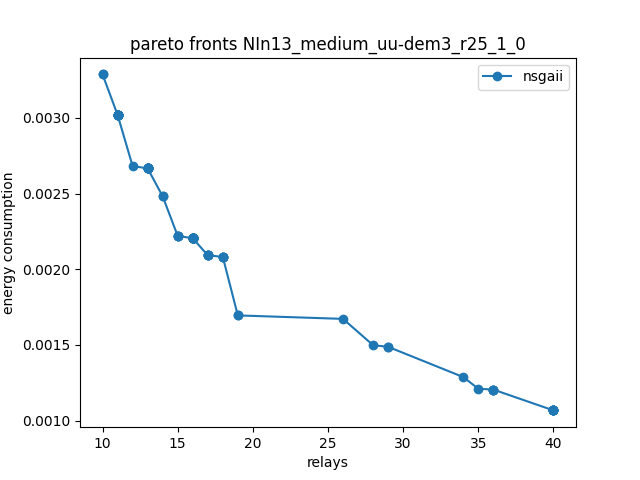 pareto fronts NIn13_medium_uu-dem3_r25_1_0
nsgaii
energy consumption
0.0030
0.0025
0.0020
0.0015
0.0010
10 15 20 25 30 35 40
relays